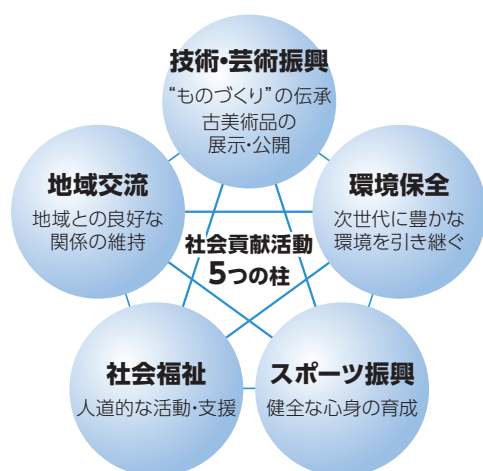 技術・芸術振興
“ものづくり”の伝承
古美術品の
展示・公開
地域交流
地域との良好な
関係の維持
環境保全
次世代に豊かな
環境を引き継ぐ
社会貢献活動
5つの柱
社会福祉
人道的な活動・支援
スポーツ振興
健全な心身の育成